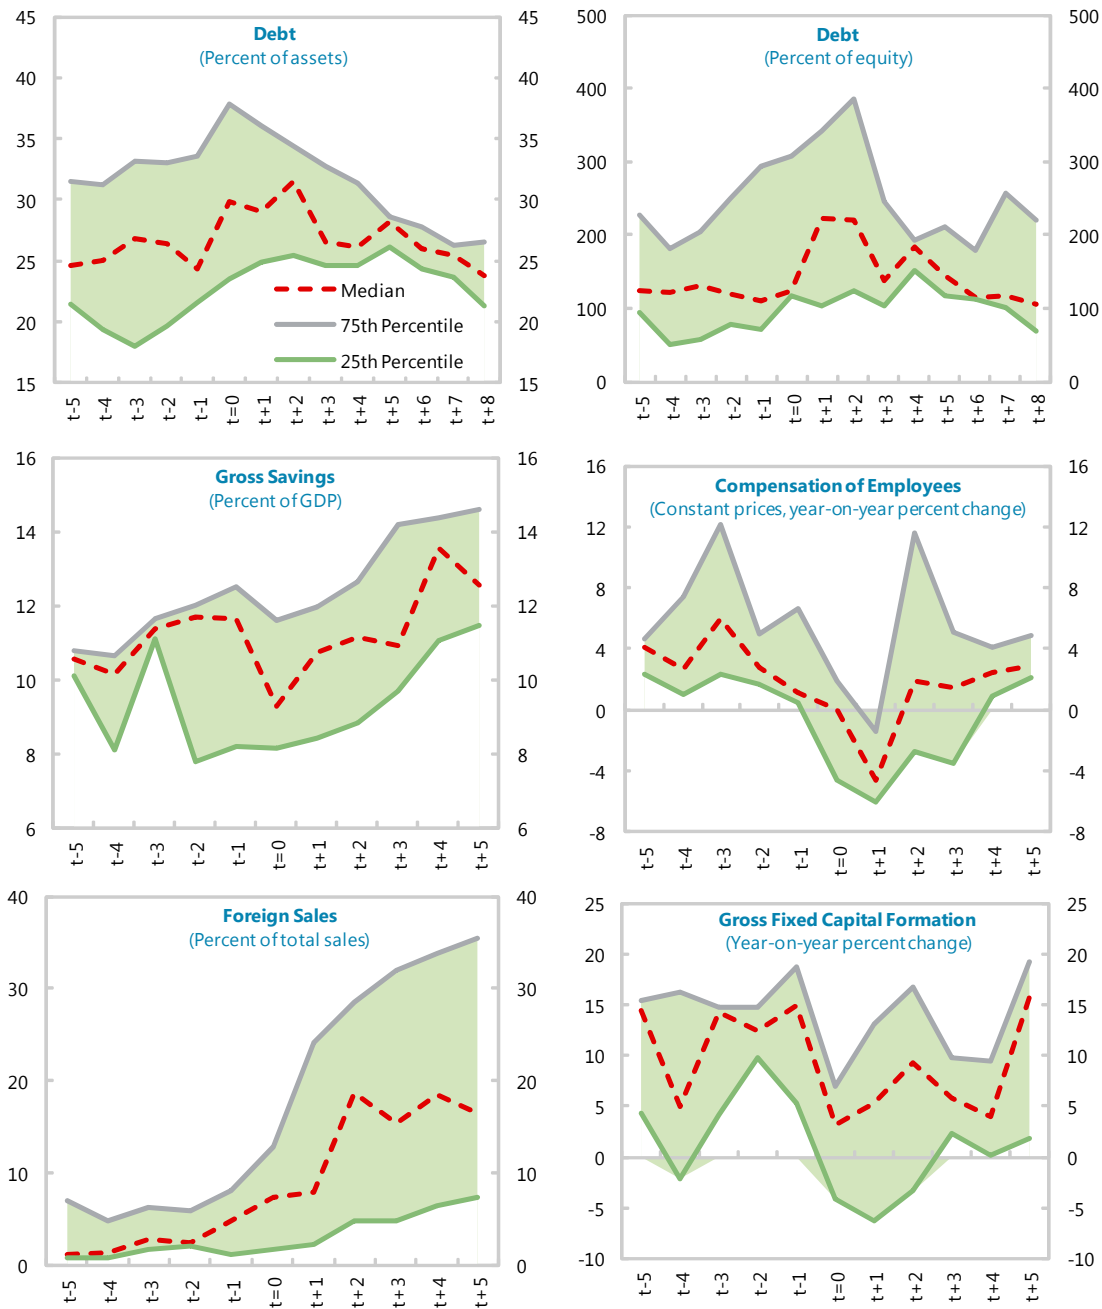 Debt
(Percent of assets)
45 45
40 40
35 35
30 30
25 25
20 20
15 15
Median
75th Percentile
25th Percentile
t-5 t-4 t-3 t-2 t-1 t=0 t+1 t+2 t+3 t+4 t+5 t+6 t+7 t+8
Debt
(Percent of equity)
500 500
400 400
300 300
200 200
100 100
0 0
t-5 t-4 t-3 t-2 t-1 t=0 t+1 t+2 t+3 t+4 t+5 t+6 t+7 t+8
Gross Savings
(Percent of GDP)
16 16
14 14
12 12
10 10
8 8
6 6
t-5 t-4 t-3 t-2 t-1 t=0 t+1 t+2 t+3 t+4 t+5
Compensation of Employees
(Constant prices, year-on-year percent change)
16 16
12 12
8 8
4 4
0 0
-4 -4
-8 -8
t-5 t-4 t-3 t-2 t-1 t=0 t+1 t+2 t+3 t+4 t+5
Foreign Sales
(Percent of total sales)
40 40
30 30
20 20
10 10
0 0
t-5 t-4 t-3 t-2 t-1 t=0 t+1 t+2 t+3 t+4 t+5
Gross Fixed Capital Formation
(Year-on-year percent change)
25 25
20 20
15 15
10 10
5 5
0 0
-5 -5
-10 -10
t-5 t-4 t-3 t-2 t-1 t=0 t+1 t+2 t+3 t+4 t+5